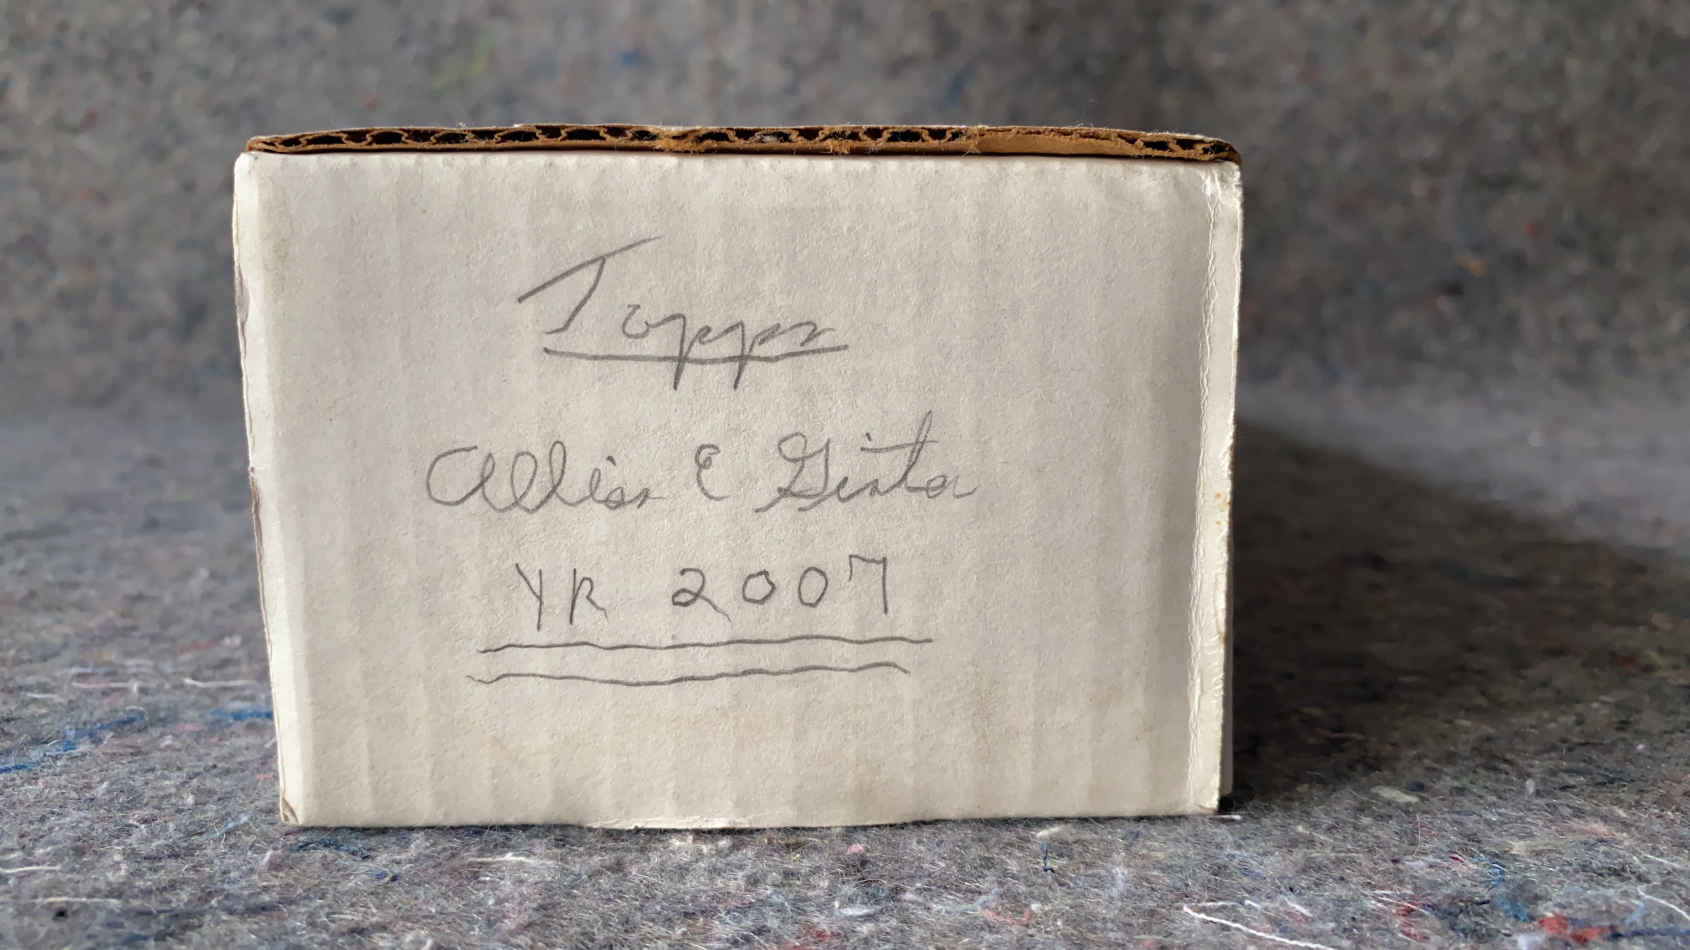 Topps
Allen & Ginter
YR 2007